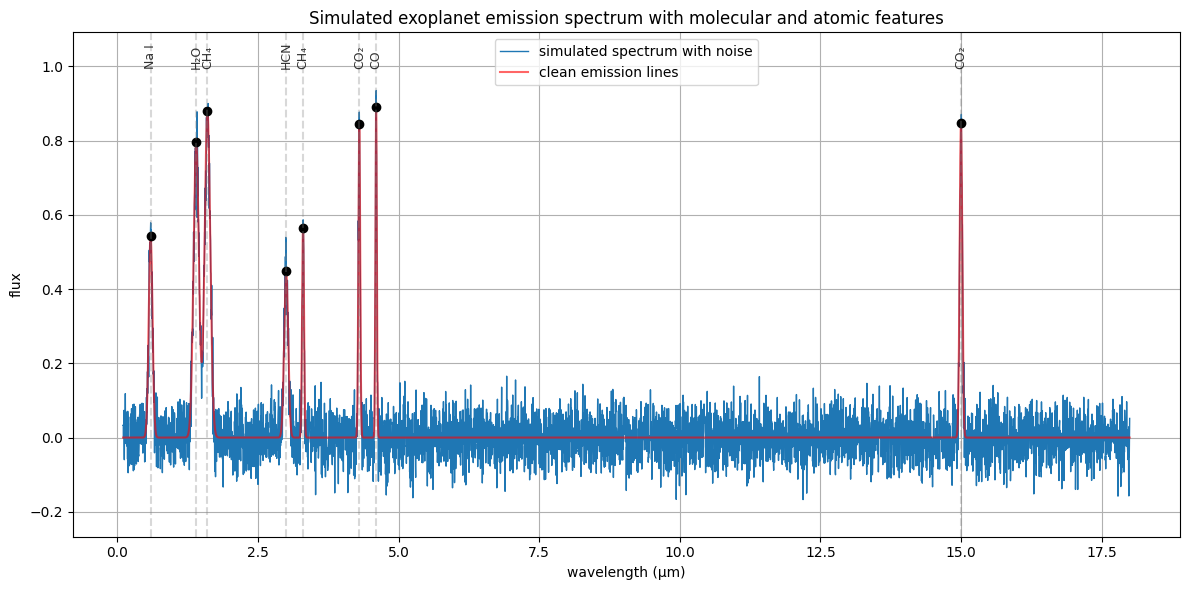 Simulated exoplanet emission spectrum with molecular and atomic features
simulated spectrum with noise
clean emission lines
Na I
H₂O
CH₄
HCN
CH₄
CO₂
CO
CO₂
flux
1.0
0.8
0.6
0.4
0.2
0.0
−0.2
0.0 2.5 5.0 7.5 10.0 12.5 15.0 17.5
wavelength (μm)